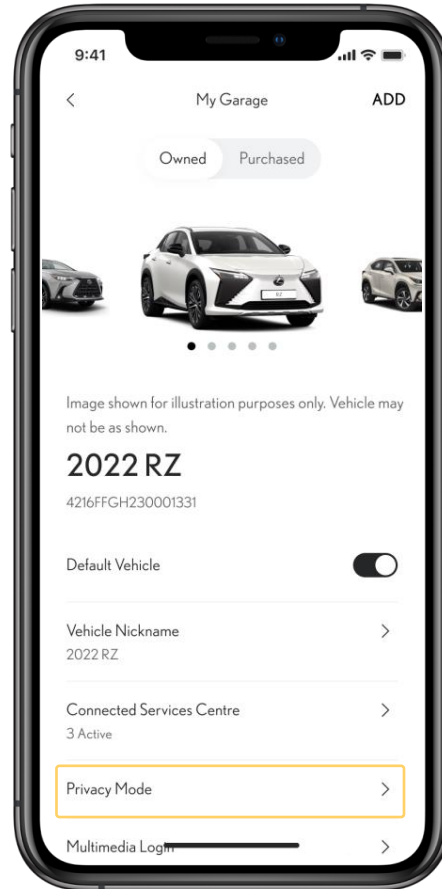 9:41
My Garage
ADD
Owned
Purchased
RZ
Image shown for illustration purposes only. Vehicle may
not be as shown.
2022 RZ
4216FFGH230001331
Default Vehicle
Vehicle Nickname
2022 RZ
Connected Services Centre
3 Active
Privacy Mode
Multimedia Login